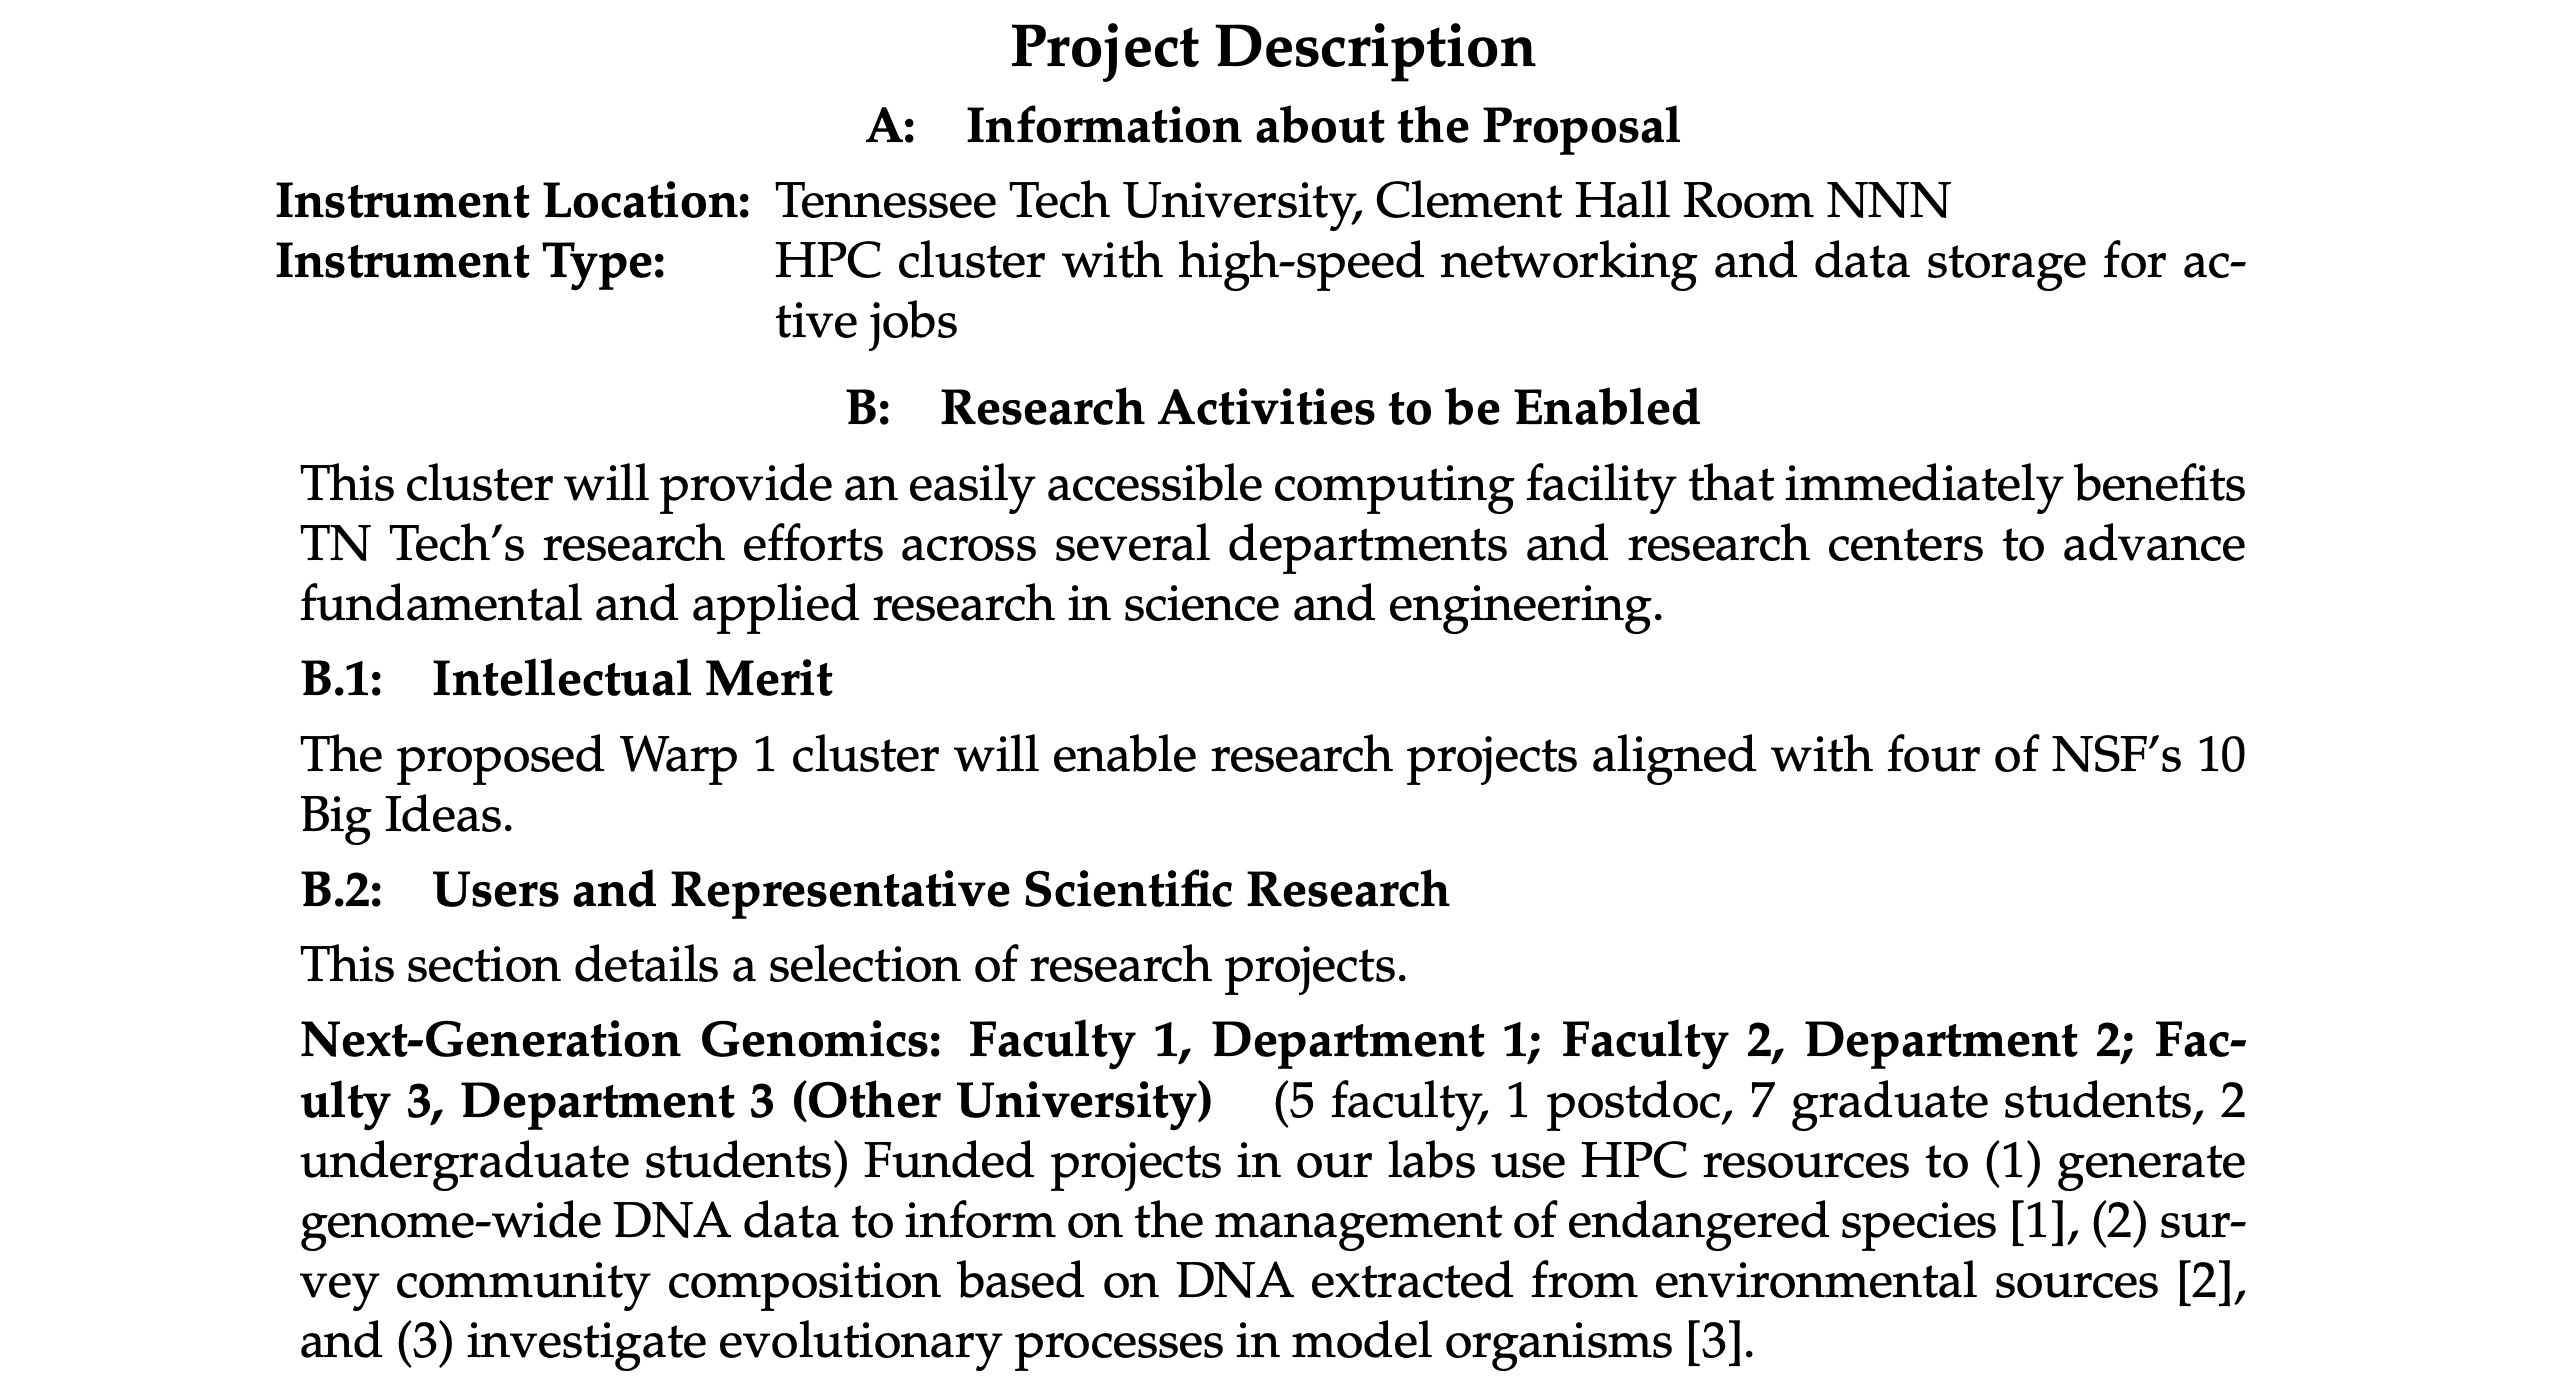 Project Description
A: Information about the Proposal
Instrument Location: Tennessee Tech University, Clement Hall Room NNN
Instrument Type: HPC cluster with high-speed networking and data storage for ac-
tive jobs
B: Research Activities to be Enabled
This cluster will provide an easily accessible computing facility that immediately benefits
TN Tech's research efforts across several departments and research centers to advance
fundamental and applied research in science and engineering.
B.1: Intellectual Merit
The proposed Warp 1 cluster will enable research projects aligned with four of NSF's 10
Big Ideas.
B.2: Users and Representative Scientific Research
This section details a selection of research projects.
Next-Generation Genomics: Faculty 1, Department 1; Faculty 2, Department 2; Fac-
ulty 3, Department 3 (Other University) (5 faculty, 1 postdoc, 7 graduate students, 2
undergraduate students) Funded projects in our labs use HPC resources to (1) generate
genome-wide DNA data to inform on the management of endangered species [1], (2) sur-
vey community composition based on DNA extracted from environmental sources [2],
and (3) investigate evolutionary processes in model organisms [3].